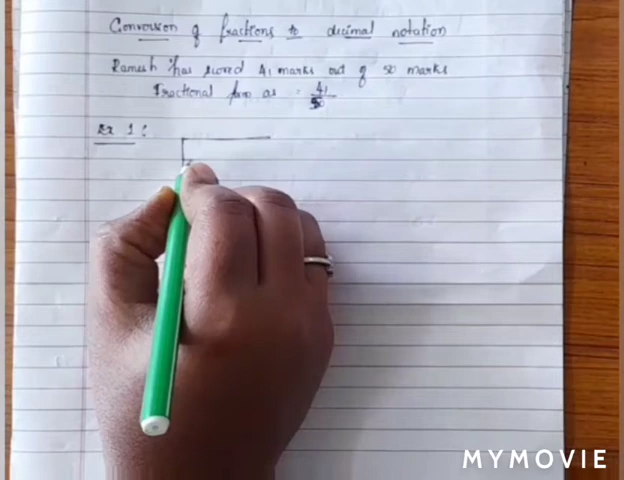 Conversion of fractions to decimal notation
Ramesh has scored 41 marks out of 50 marks
Fractional form as = 41/50
Ex 1 :
MYMOVIE